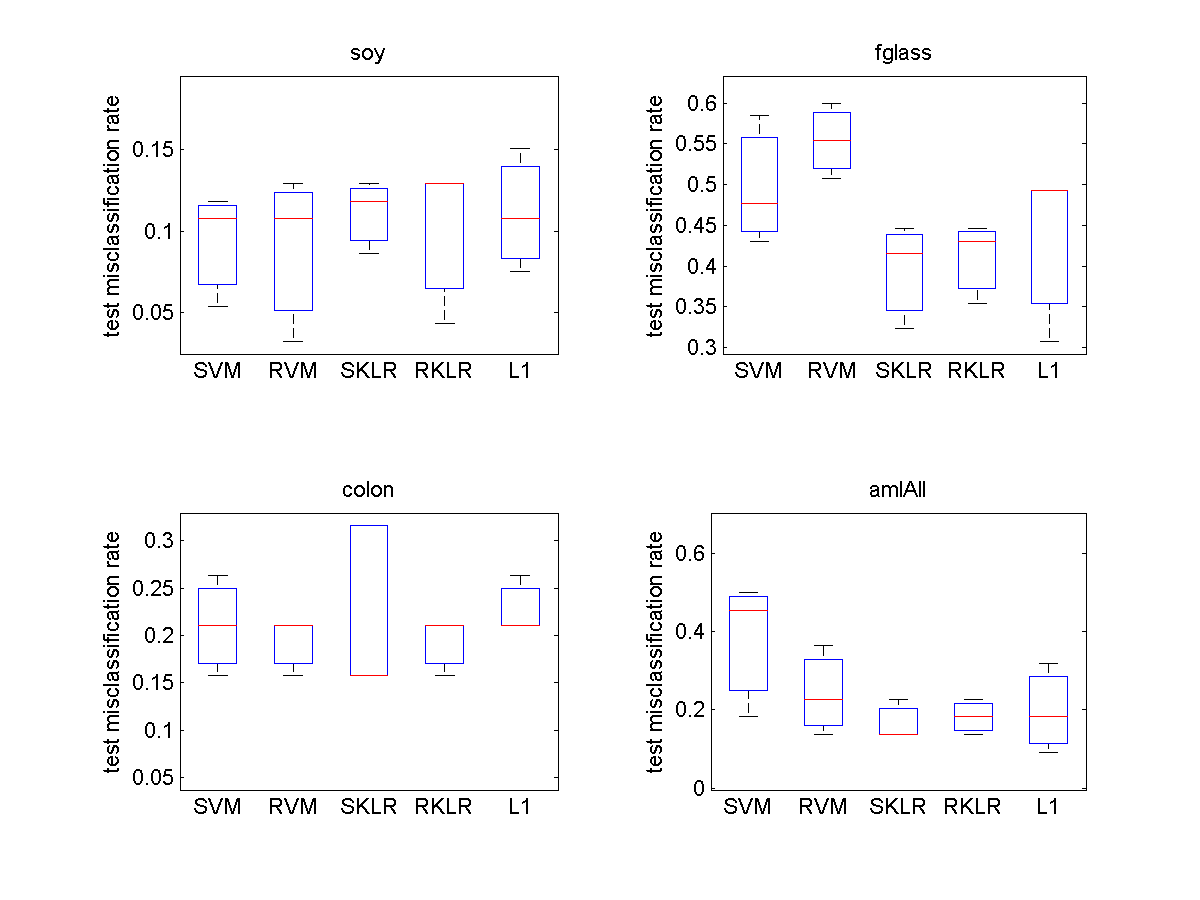 soy
test misclassification rate
0.15
0.1
0.05
SVM RVM SKLR RKLR L1
fglass
test misclassification rate
0.6
0.55
0.5
0.45
0.4
0.35
0.3
SVM RVM SKLR RKLR L1
colon
test misclassification rate
0.3
0.25
0.2
0.15
0.1
0.05
SVM RVM SKLR RKLR L1
amlAll
test misclassification rate
0.6
0.4
0.2
0
SVM RVM SKLR RKLR L1